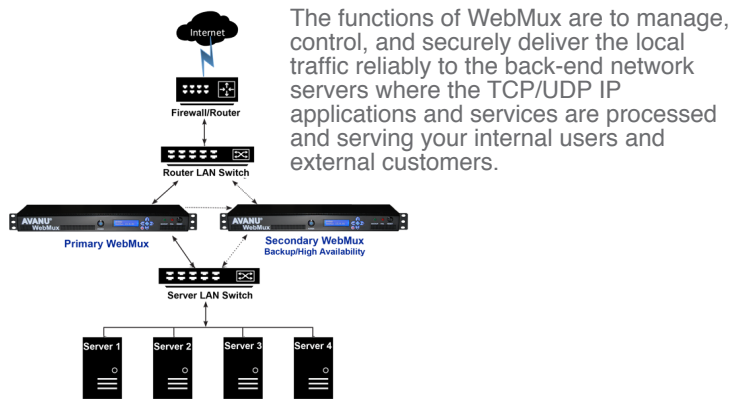 Internet
The functions of WebMux are to manage,
control, and securely deliver the local
traffic reliably to the back-end network
servers where the TCP/UDP IP
applications and services are processed
and serving your internal users and
external customers.
Firewall/Router
Router LAN Switch
AVANU®
WebMux
AVANU®
WebMux
Primary WebMux
Secondary WebMux
Backup/High Availability
Server LAN Switch
Server 1
Server 2
Server 3
Server 4